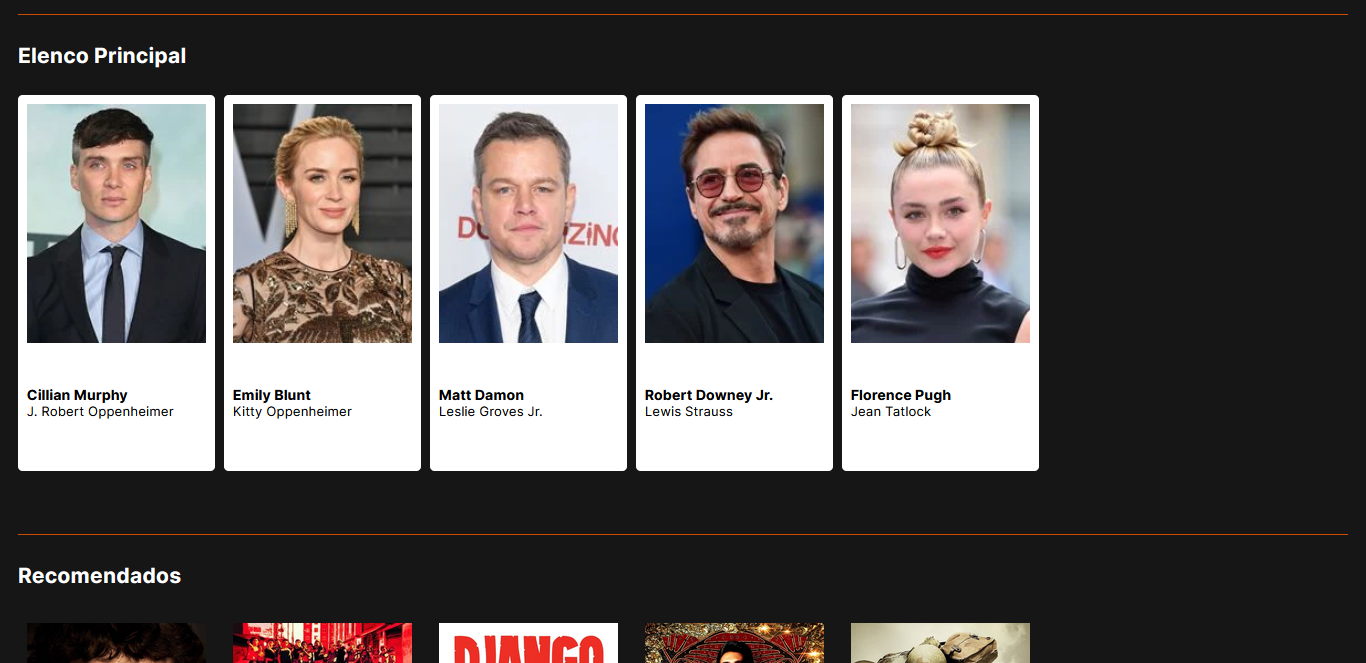 Elenco Principal
Cillian Murphy
J. Robert Oppenheimer
Emily Blunt
Kitty Oppenheimer
Matt Damon
Leslie Groves Jr.
Robert Downey Jr.
Lewis Strauss
Florence Pugh
Jean Tatlock
Recomendados
DJANGO